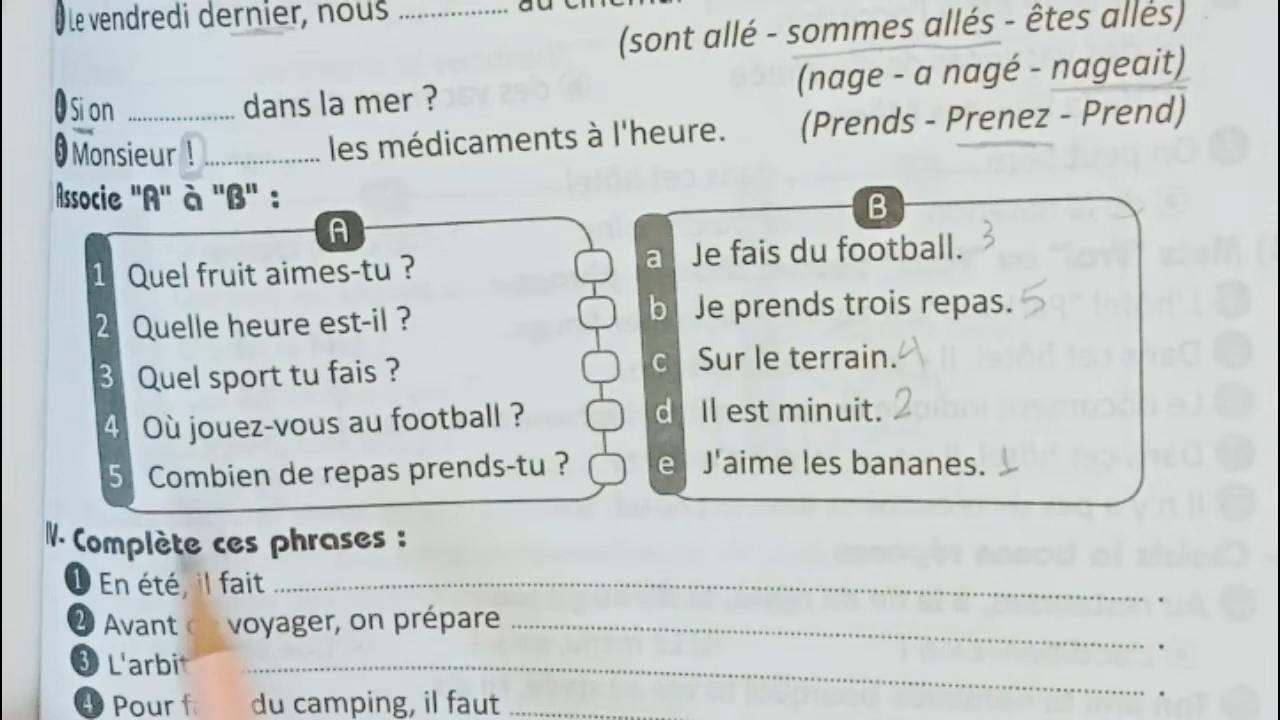 Le vendredi dernier, nous .................. au cinéma.
(sont allé - sommes allés - êtes allés)
Si on .................. dans la mer ?
(nage - a nagé - nageait)
Monsieur ! .................. les médicaments à l'heure.
(Prends - Prenez - Prend)
Associe "A" à "B" :
A
1 Quel fruit aimes-tu ?
2 Quelle heure est-il ?
3 Quel sport tu fais ?
4 Où jouez-vous au football ?
5 Combien de repas prends-tu ?
B
a Je fais du football. 3
b Je prends trois repas. 5
c Sur le terrain. 4
d Il est minuit. 2
e J'aime les bananes. 1
IV- Complète ces phrases :
1 En été, il fait .................. .
2 Avant voyager, on prépare .................. .
3 L'arbit .................. .
4 Pour du camping, il faut ..................